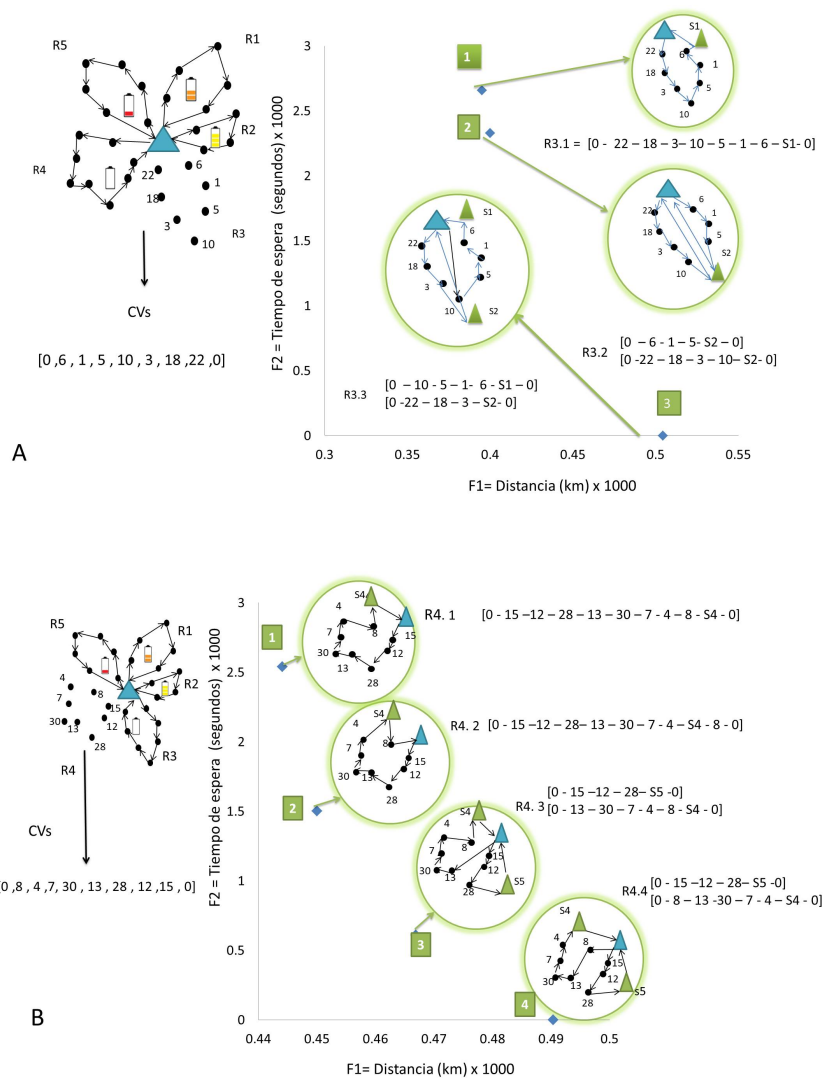 R5
R1
R2
R4
22
6
1
18
5
3
10
R3
CVs
[0 ,6 , 1 , 5 , 10 , 3 , 18 ,22 ,0]
A
F2 = Tiempo de espera (segundos) x 1000
3
2.5
2
1.5
1
0.5
0
0.3
0.35
0.4
0.45
0.5
0.55
F1= Distancia (km) x 1000
1
2
3
S1
22
6
1
18
3
5
10
R3.1 = [0 - 22 – 18 – 3 – 10 – 5 – 1 – 6 – S1- 0]
S1
22
6
1
18
3
5
10
S2
6
22
1
18
5
3
S2
10
R3.2
[0 – 6 - 1 – 5- S2 – 0]
[0 -22 – 18 – 3 – 10– S2- 0]
R3.3
[0 – 10 - 5 – 1- 6 - S1 – 0]
[0 -22 – 18 – 3 – S2- 0]
R5
R1
R2
4
8
7
15
30
13
12
28
R3
R4
CVs
0 ,8 , 4 ,7, 30 , 13 , 28 , 12 ,15 , 0]
B
F2 = Tiempo de espera (segundos) x 1000
3
2.5
2
1.5
1
0.5
0
0.44
0.45
0.46
0.47
0.48
0.49
0.5
F1= Distancia (km) x 1000
1
2
3
4
S4
4
8
15
7
12
30
13
28
R4. 1
[0 - 15 –12 – 28 – 13 – 30 – 7 - 4 – 8 - S4 - 0]
S4
4
8
7
15
12
30
13
28
R4. 2
[0 - 15 –12 – 28– 13- 30 – 7 - 4 – S4 - 8 - 0]
S4
4
8
7
15
12
30
13
28
S5
R4. 3
[0 - 15 –12 – 28– S5 -0]
[0 - 13 – 30 – 7 - 4 – 8 - S4 - 0]
S4
4
8
7
15
12
30
13
28
s5
R4.4
[0 - 15 –12 – 28– S5 -0]
[0 - 8 – 13 -30 – 7 - 4 – S4 - 0]